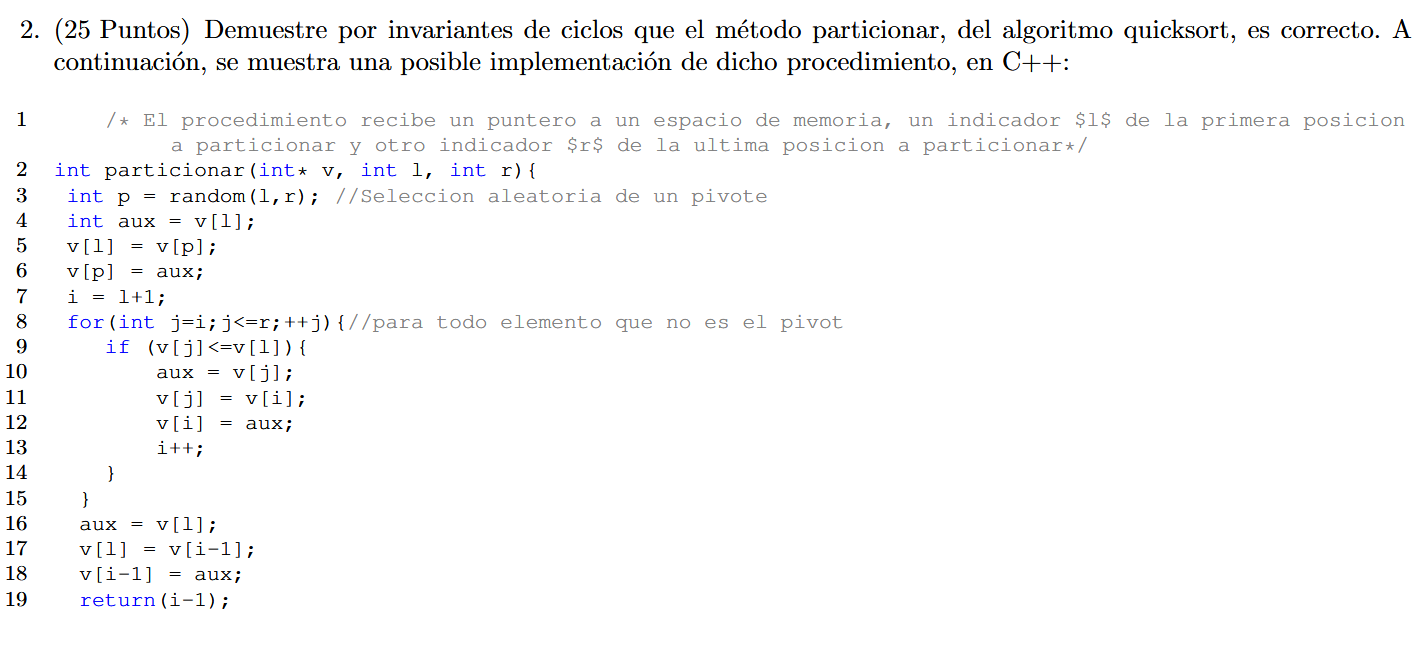 2. (25 Puntos) Demuestre por invariantes de ciclos que el método particionar, del algoritmo quicksort, es correcto. A
continuación, se muestra una posible implementación de dicho procedimiento, en C++:
1 /* El procedimiento recibe un puntero a un espacio de memoria, un indicador $l$ de la primera posicion
a particionar y otro indicador $r$ de la ultima posicion a particionar*/
2 int particionar(int* v, int l, int r){
3 int p = random(l,r); //Seleccion aleatoria de un pivote
4 int aux = v[l];
5 v[l] = v[p];
6 v[p] = aux;
7 i = l+1;
8 for(int j=i;j<=r;++j){//para todo elemento que no es el pivot
9 if (v[j]<=v[l]){
10 aux = v[j];
11 v[j] = v[i];
12 v[i] = aux;
13 i++;
14 }
15 }
16 aux = v[l];
17 v[l] = v[i-1];
18 v[i-1] = aux;
19 return(i-1);